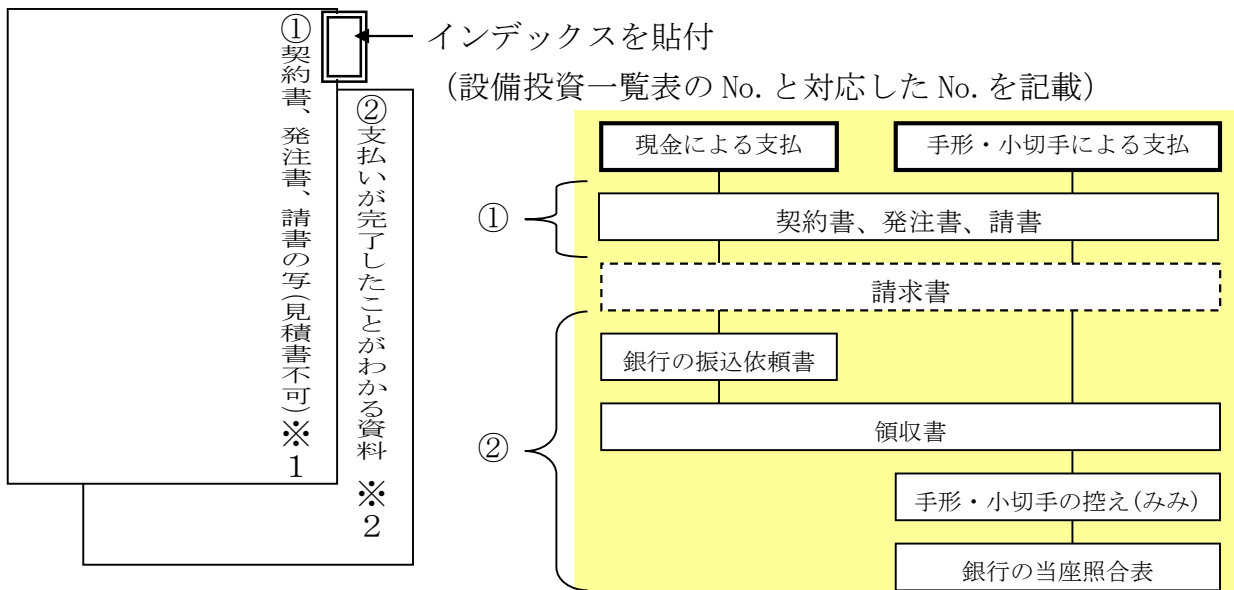 ①契約書、発注書、請書の写(見積書不可)※1
②支払いが完了したことがわかる資料 ※2
インデックスを貼付
(設備投資一覧表の No. と対応した No. を記載)
現金による支払
手形・小切手による支払
①
契約書、発注書、請書
請求書
銀行の振込依頼書
②
領収書
手形・小切手の控え(みみ)
銀行の当座照合表